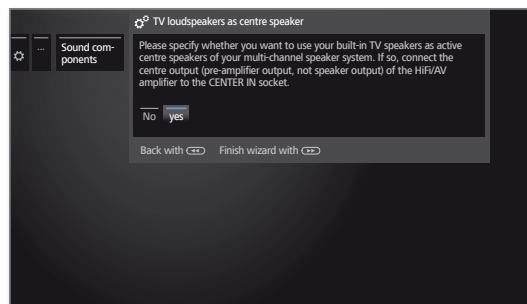 TV loudspeakers as centre speaker
...
Sound com-
ponents
Please specify whether you want to use your built-in TV speakers as active
centre speakers of your multi-channel speaker system. If so, connect the
centre output (pre-amplifier output, not speaker output) of the HiFi/AV
amplifier to the CENTER IN socket.
No yes
Back with Finish wizard with